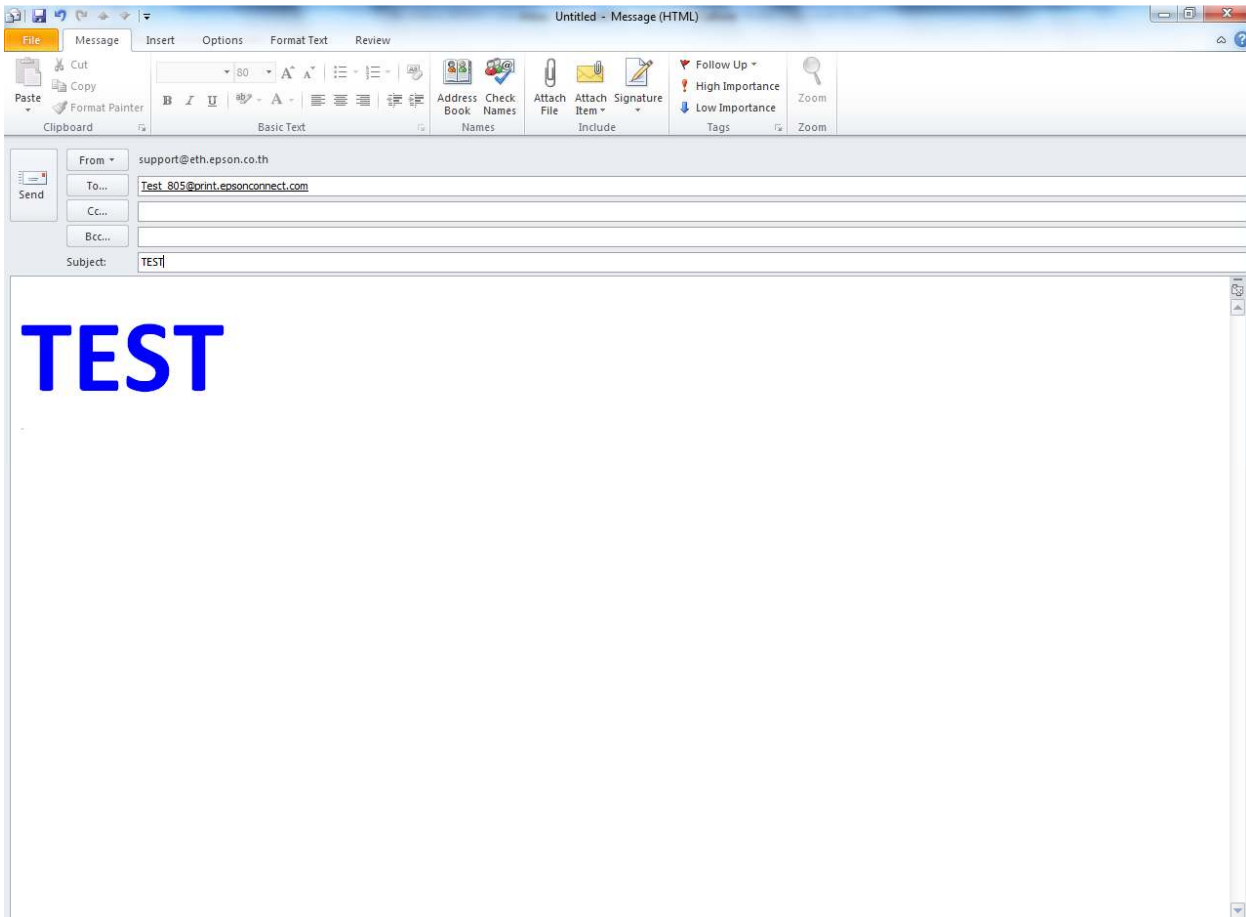 Untitled - Message (HTML)
File Message Insert Options Format Text Review
Paste
Cut
Copy
Format Painter
Clipboard
80
B I U
Basic Text
Address Book
Check Names
Names
Attach File
Attach Item
Signature
Include
Follow Up
High Importance
Low Importance
Tags
Zoom
Zoom
Send
From
support@eth.epson.co.th
To...
Test_805@print.epsonconnect.com
Cc...
Bcc...
Subject:
TEST
TEST